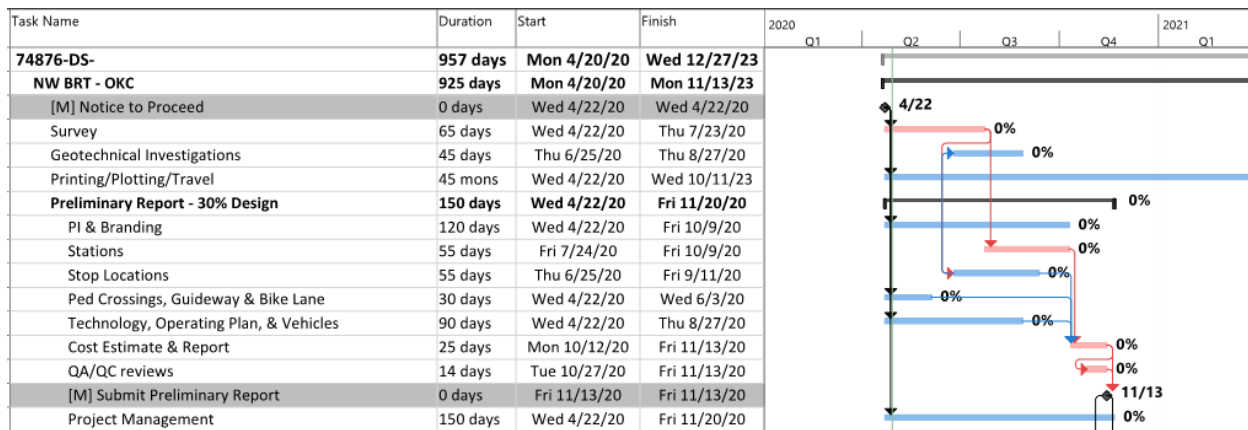 Task Name Duration Start Finish 2020 2021
Q1 Q2 Q3 Q4 Q1
74876-DS- 957 days Mon 4/20/20 Wed 12/27/23
NW BRT - OKC 925 days Mon 4/20/20 Mon 11/13/23
[M] Notice to Proceed 0 days Wed 4/22/20 Wed 4/22/20 4/22
Survey 65 days Wed 4/22/20 Thu 7/23/20 0%
Geotechnical Investigations 45 days Thu 6/25/20 Thu 8/27/20 0%
Printing/Plotting/Travel 45 mons Wed 4/22/20 Wed 10/11/23
Preliminary Report - 30% Design 150 days Wed 4/22/20 Fri 11/20/20 0%
PI & Branding 120 days Wed 4/22/20 Fri 10/9/20 0%
Stations 55 days Fri 7/24/20 Fri 10/9/20 0%
Stop Locations 55 days Thu 6/25/20 Fri 9/11/20 0%
Ped Crossings, Guideway & Bike Lane 30 days Wed 4/22/20 Wed 6/3/20 0%
Technology, Operating Plan, & Vehicles 90 days Wed 4/22/20 Thu 8/27/20 0%
Cost Estimate & Report 25 days Mon 10/12/20 Fri 11/13/20 0%
QA/QC reviews 14 days Tue 10/27/20 Fri 11/13/20 0%
[M] Submit Preliminary Report 0 days Fri 11/13/20 Fri 11/13/20 11/13
Project Management 150 days Wed 4/22/20 Fri 11/20/20 0%